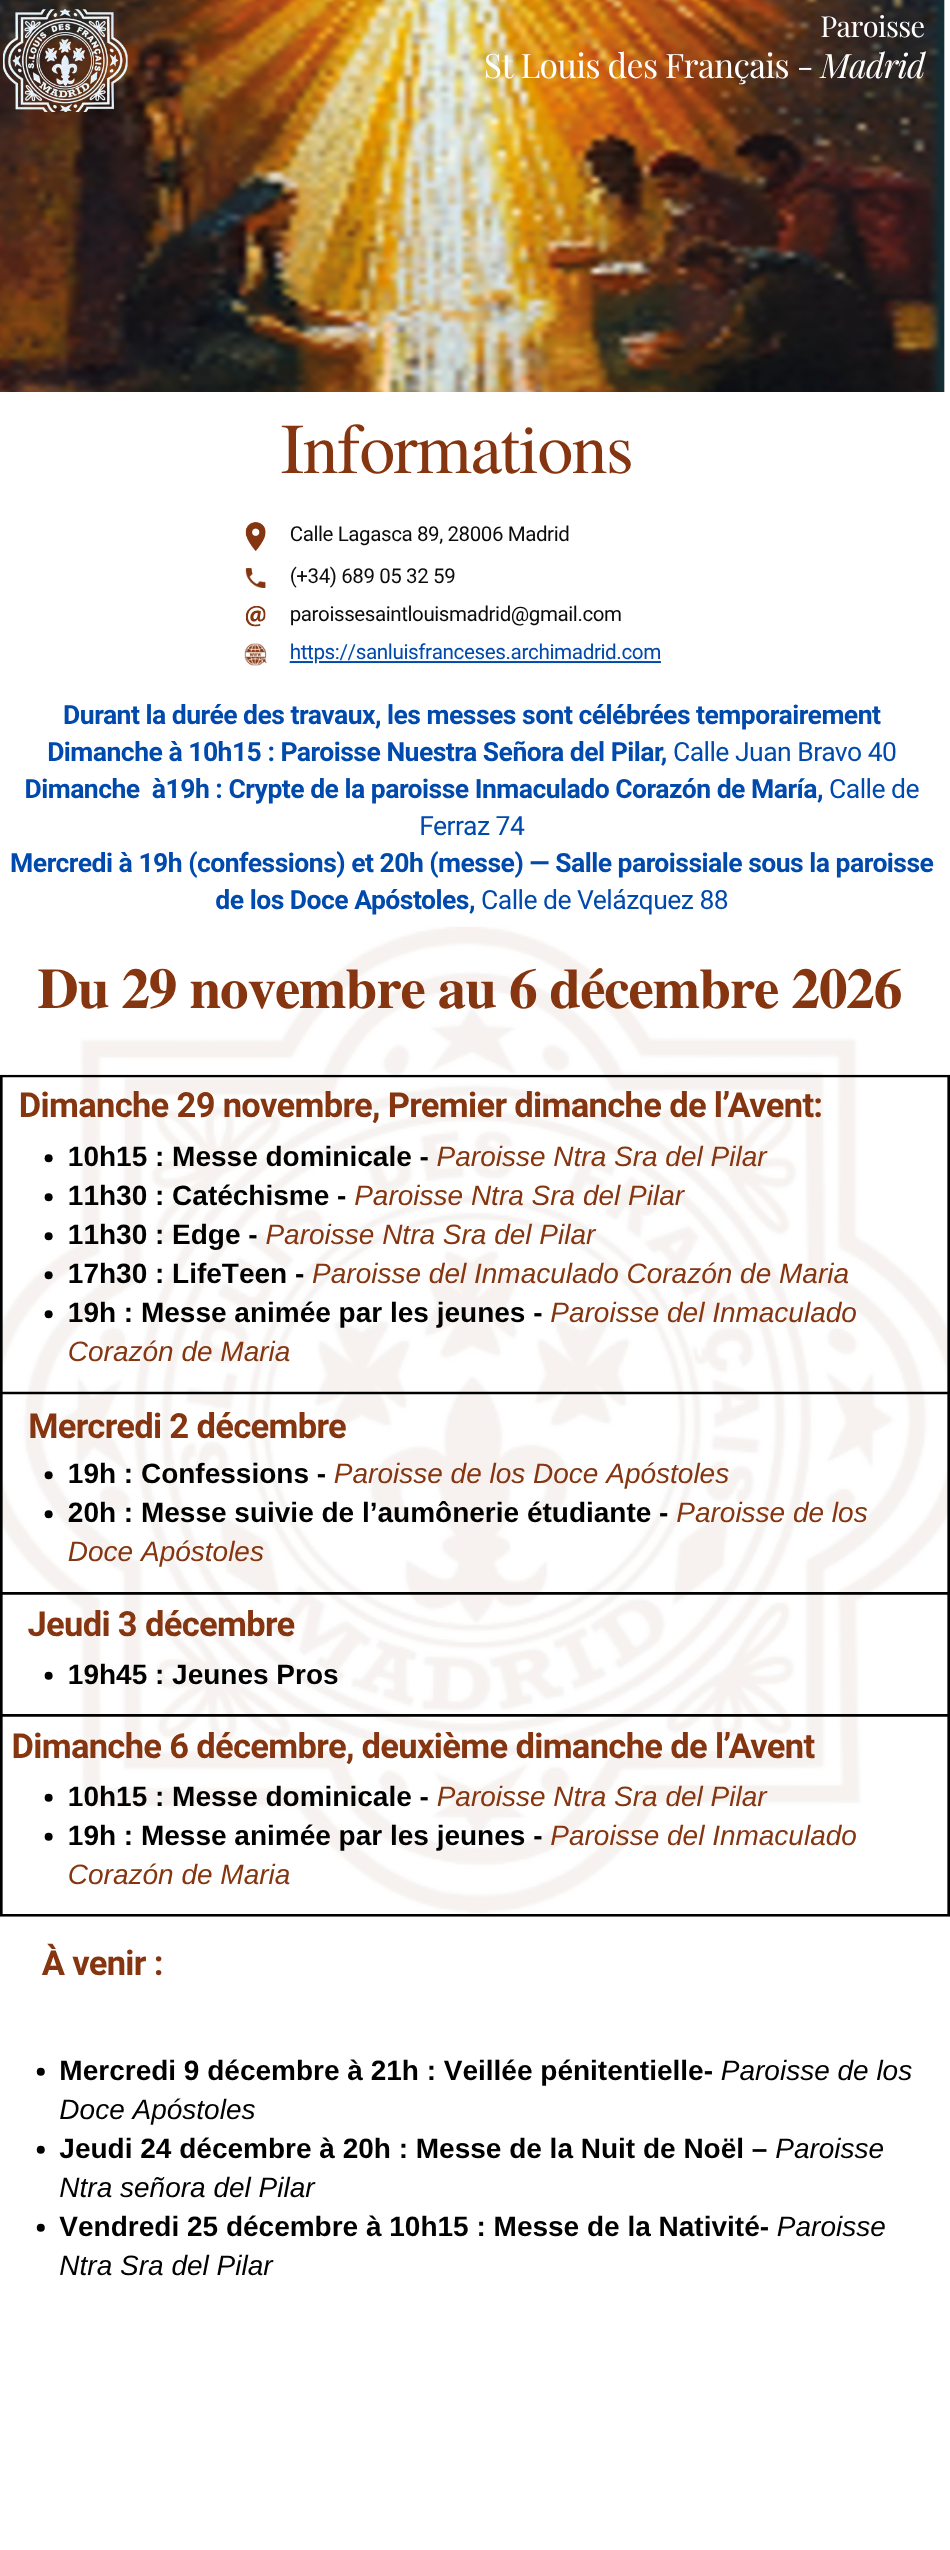 S. LOUIS DES FRANÇAIS
MADRID
Paroisse
St Louis des Français - Madrid
Informations
Calle Lagasca 89, 28006 Madrid
(+34) 689 05 32 59
@ paroissesaintlouismadrid@gmail.com
https://sanluisfranceses.archimadrid.com
Durant la durée des travaux, les messes sont célébrées temporairement
Dimanche à 10h15 : Paroisse Nuestra Señora del Pilar, Calle Juan Bravo 40
Dimanche  à19h : Crypte de la paroisse Inmaculado Corazón de María, Calle de
Ferraz 74
Mercredi à 19h (confessions) et 20h (messe) — Salle paroissiale sous la paroisse
de los Doce Apóstoles, Calle de Velázquez 88
Du 29 novembre au 6 décembre 2026
Dimanche 29 novembre, Premier dimanche de l’Avent:
• 10h15 : Messe dominicale - Paroisse Ntra Sra del Pilar
• 11h30 : Catéchisme - Paroisse Ntra Sra del Pilar
• 11h30 : Edge - Paroisse Ntra Sra del Pilar
• 17h30 : LifeTeen - Paroisse del Inmaculado Corazón de Maria
• 19h : Messe animée par les jeunes - Paroisse del Inmaculado
Corazón de Maria
Mercredi 2 décembre
• 19h : Confessions - Paroisse de los Doce Apóstoles
• 20h : Messe suivie de l’aumônerie étudiante - Paroisse de los
Doce Apóstoles
Jeudi 3 décembre
• 19h45 : Jeunes Pros
Dimanche 6 décembre, deuxième dimanche de l’Avent
• 10h15 : Messe dominicale - Paroisse Ntra Sra del Pilar
• 19h : Messe animée par les jeunes - Paroisse del Inmaculado
Corazón de Maria
À venir :
• Mercredi 9 décembre à 21h : Veillée pénitentielle- Paroisse de los
Doce Apóstoles
• Jeudi 24 décembre à 20h : Messe de la Nuit de Noël – Paroisse
Ntra señora del Pilar
• Vendredi 25 décembre à 10h15 : Messe de la Nativité- Paroisse
Ntra Sra del Pilar